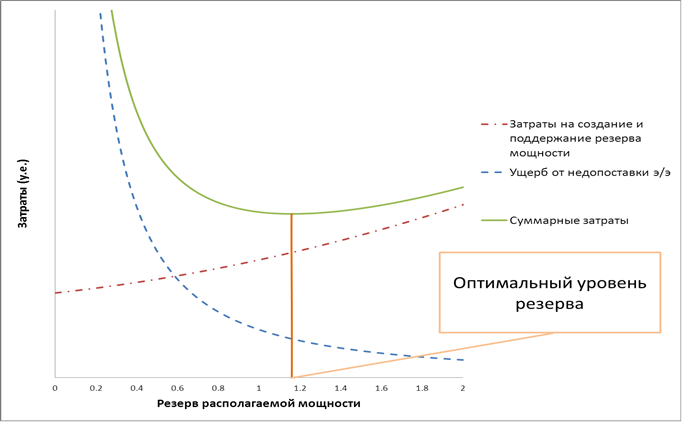 Затраты (у.е.)
Затраты на создание и
поддержание резерва
мощности
Ущерб от недопоставки э/э
Суммарные затраты
Оптимальный уровень
резерва
0 0.2 0.4 0.6 0.8 1 1.2 1.4 1.6 1.8 2
Резерв располагаемой мощности